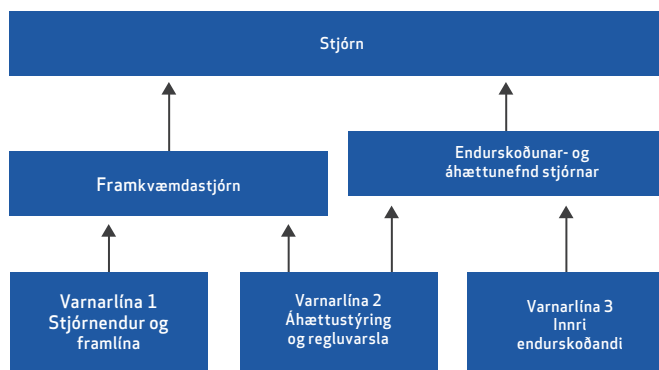 Stjórn
Framkvæmdastjórn
Endurskoðunar- og
áhættunefnd stjórnar
Varnarlína 1
Stjórnendur og
framlína
Varnarlína 2
Áhættustýring
og regluvarsla
Varnarlína 3
Innri
endurskoðandi